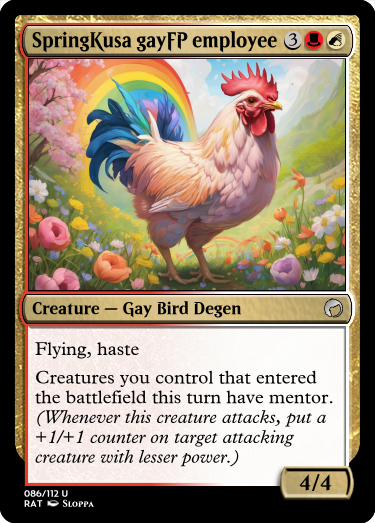 SpringKusa gayFP employee 3
Creature — Gay Bird Degen
Flying, haste
Creatures you control that entered
the battlefield this turn have mentor.
(Whenever this creature attacks, put a
+1/+1 counter on target attacking
creature with lesser power.)
4/4
086/112 U
RAT Sloppa